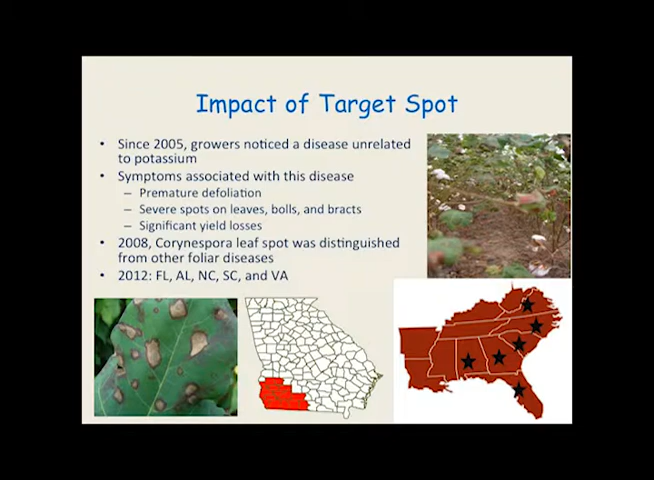 Impact of Target Spot
• Since 2005, growers noticed a disease unrelated
to potassium
• Symptoms associated with this disease
– Premature defoliation
– Severe spots on leaves, bolls, and bracts
– Significant yield losses
• 2008, Corynespora leaf spot was distinguished
from other foliar diseases
• 2012: FL, AL, NC, SC, and VA